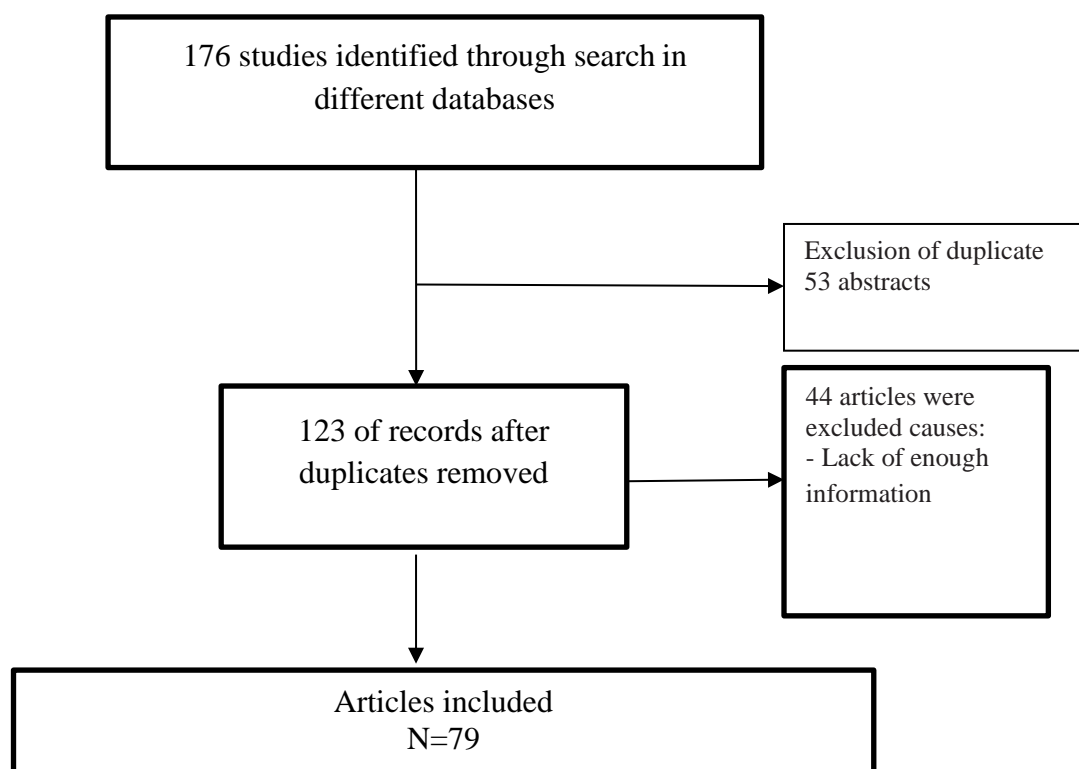 176 studies identified through search in
different databases
Exclusion of duplicate
53 abstracts
123 of records after
duplicates removed
44 articles were
excluded causes:
- Lack of enough
information
Articles included
N=79